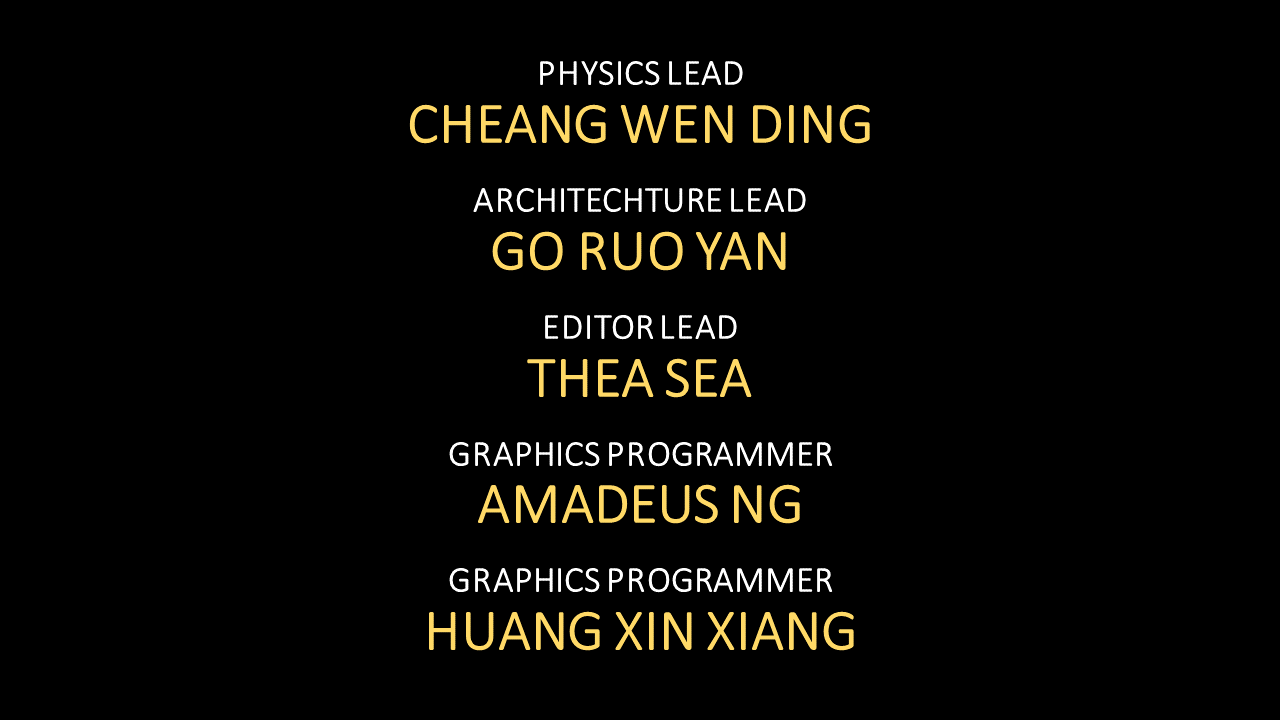 PHYSICS LEAD
CHEANG WEN DING
ARCHITECHTURE LEAD
GO RUO YAN
EDITOR LEAD
THEA SEA
GRAPHICS PROGRAMMER
AMADEUS NG
GRAPHICS PROGRAMMER
HUANG XIN XIANG